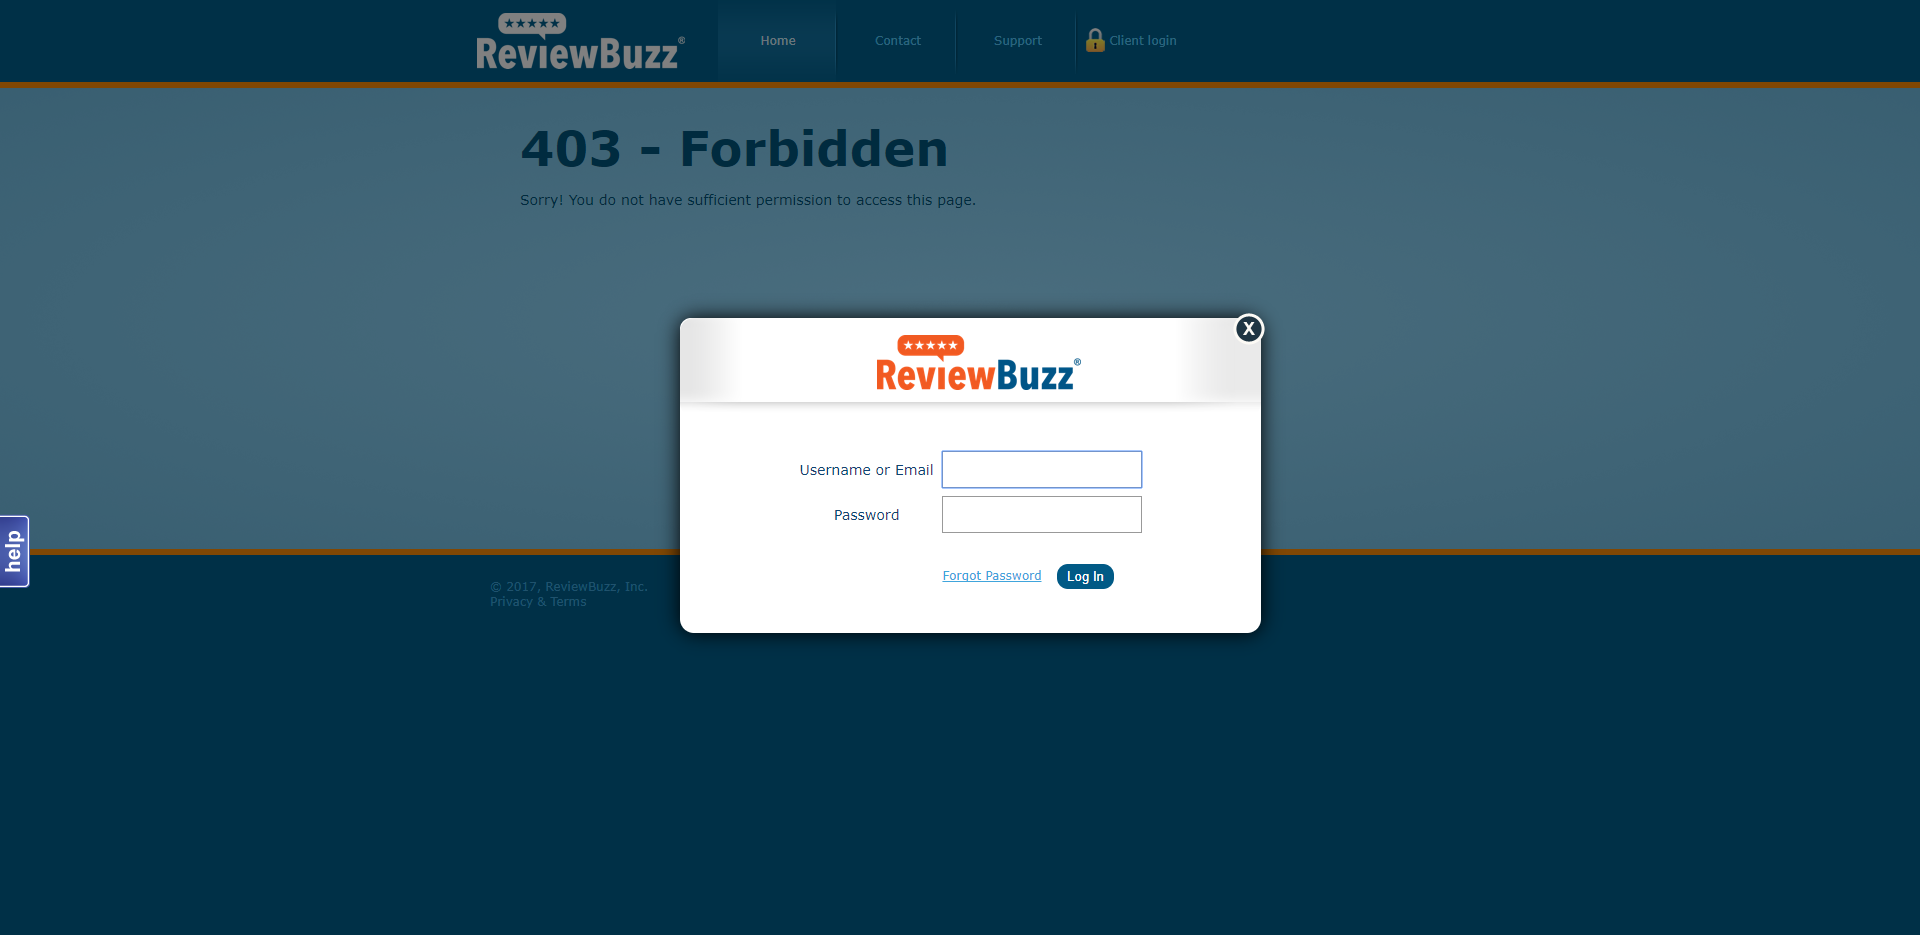 ReviewBuzz®
Home
Contact
Support
Client login
403 - Forbidden
Sorry! You do not have sufficient permission to access this page.
X
ReviewBuzz®
Username or Email
Password
Forgot Password
Log In
help
© 2017, ReviewBuzz, Inc.
Privacy & Terms